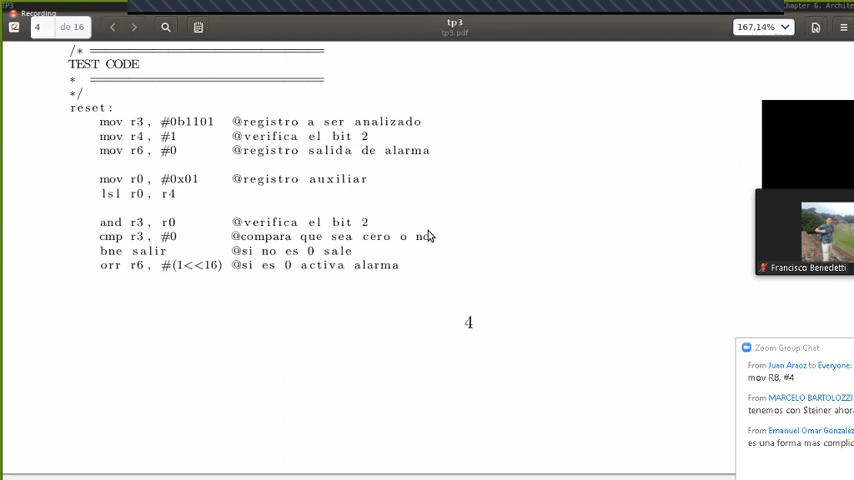 TP3
Recording
Chapter 6. Archite
4 de 16
tp3
tp3.pdf
167,14%
/*
TEST CODE
*
*/
reset:
mov r3, #0b1101 @registro a ser analizado
mov r4, #1 @verifica el bit 2
mov r6, #0 @registro salida de alarma
mov r0, #0x01 @registro auxiliar
lsl r0, r4
and r3, r0 @verifica el bit 2
cmp r3, #0 @compara que sea cero o no
bne salir @si no es 0 sale
orr r6, #(1<<16) @si es 0 activa alarma
4
Francisco Benedetti
Zoom Group Chat
From Juan Araoz to Everyone:
mov R8, #4
From MARCELO BARTOLOZZI
tenemos con Steiner ahora
From Emanuel Omar Gonzalez
es una forma mas complic